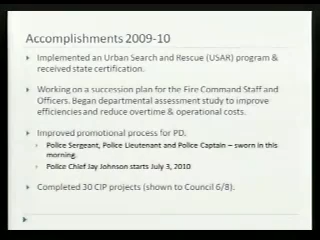 Accomplishments 2009-10
Implemented an Urban Search and Rescue (USAR) program &
received state certification.
Working on a succession plan for the Fire Command Staff and
Officers. Began departmental assessment study to improve
efficiencies and reduce overtime & operational costs.
Improved promotional process for PD.
Police Sergeant, Police Lieutenant and Police Captain – sworn in this
morning.
Police Chief Jay Johnson starts July 3, 2010
Completed 30 CIP projects (shown to Council 6/8).